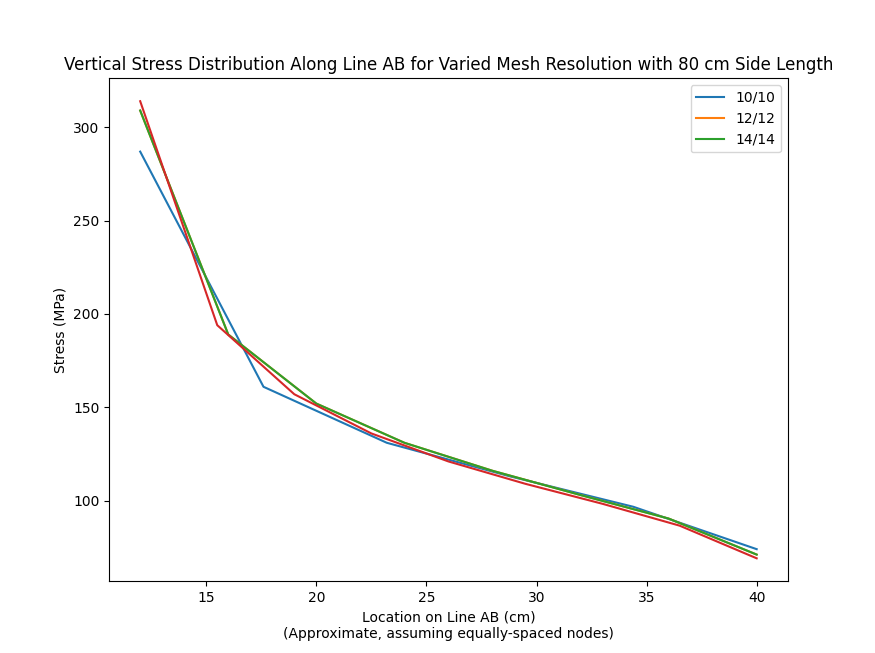 Vertical Stress Distribution Along Line AB for Varied Mesh Resolution with 80 cm Side Length
10/10
12/12
14/14
300
250
200
150
100
Stress (MPa)
15 20 25 30 35 40
Location on Line AB (cm)
(Approximate, assuming equally-spaced nodes)